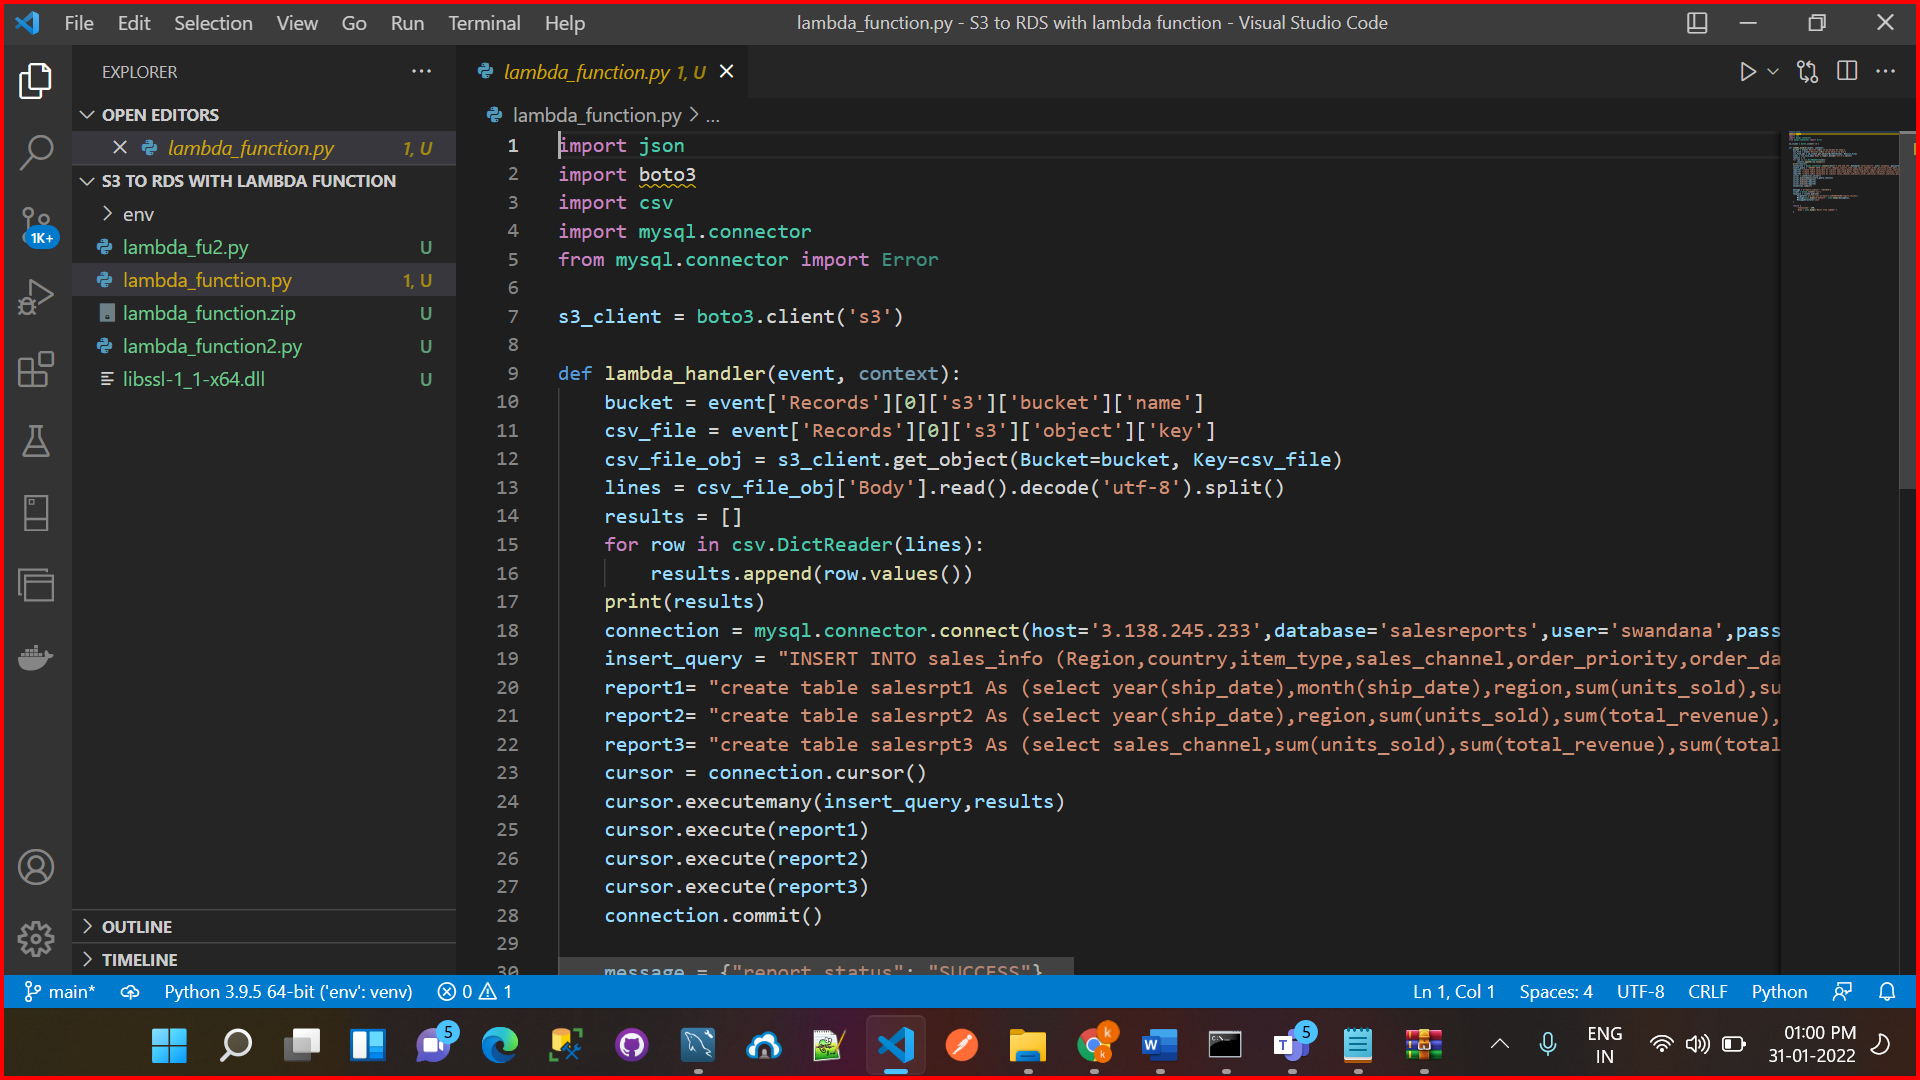 File Edit Selection View Go Run Terminal Help
lambda_function.py - S3 to RDS with lambda function - Visual Studio Code
EXPLORER
OPEN EDITORS
lambda_function.py 1, U
S3 TO RDS WITH LAMBDA FUNCTION
env
lambda_fu2.py U
lambda_function.py 1, U
lambda_function.zip U
lambda_function2.py U
libssl-1_1-x64.dll U
OUTLINE
TIMELINE
1K+
lambda_function.py 1, U
lambda_function.py > ...
1 import json
2 import boto3
3 import csv
4 import mysql.connector
5 from mysql.connector import Error
6
7 s3_client = boto3.client('s3')
8
9 def lambda_handler(event, context):
10 bucket = event['Records'][0]['s3']['bucket']['name']
11 csv_file = event['Records'][0]['s3']['object']['key']
12 csv_file_obj = s3_client.get_object(Bucket=bucket, Key=csv_file)
13 lines = csv_file_obj['Body'].read().decode('utf-8').split()
14 results = []
15 for row in csv.DictReader(lines):
16 results.append(row.values())
17 print(results)
18 connection = mysql.connector.connect(host='3.138.245.233',database='salesreports',user='swandana',pass
19 insert_query = "INSERT INTO sales_info (Region,country,item_type,sales_channel,order_priority,order_da
20 report1= "create table salesrpt1 As (select year(ship_date),month(ship_date),region,sum(units_sold),su
21 report2= "create table salesrpt2 As (select year(ship_date),region,sum(units_sold),sum(total_revenue),
22 report3= "create table salesrpt3 As (select sales_channel,sum(units_sold),sum(total_revenue),sum(total
23 cursor = connection.cursor()
24 cursor.executemany(insert_query,results)
25 cursor.execute(report1)
26 cursor.execute(report2)
27 cursor.execute(report3)
28 connection.commit()
29
30 message = {"report_status": "SUCCESS"}
main* Python 3.9.5 64-bit ('env': venv) 0 1
Ln 1, Col 1 Spaces: 4 UTF-8 CRLF Python
5
k
k
W
T
5
ENG
IN
01:00 PM
31-01-2022